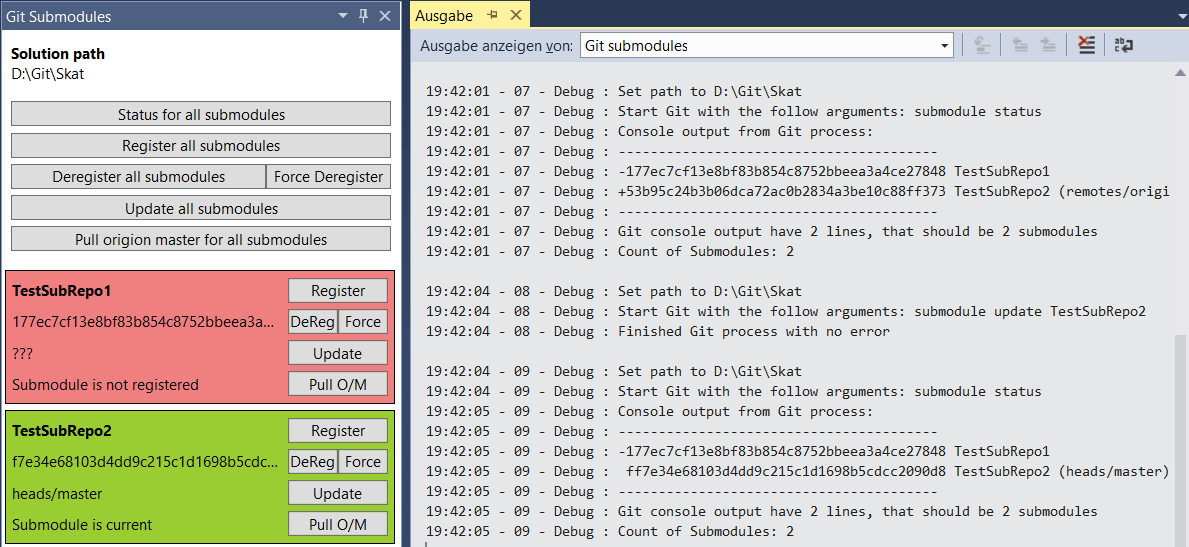 Git Submodules
Solution path
D:\Git\Skat
Status for all submodules
Register all submodules
Deregister all submodules
Force Deregister
Update all submodules
Pull origion master for all submodules
TestSubRepo1
Register
177ec7cf13e8bf83b854c8752bbeea3a...
DeReg
Force
???
Update
Submodule is not registered
Pull O/M
TestSubRepo2
Register
f7e34e68103d4dd9c215c1d1698b5cdc...
DeReg
Force
heads/master
Update
Submodule is current
Pull O/M
Ausgabe
Ausgabe anzeigen von: Git submodules
19:42:01 - 07 - Debug : Set path to D:\Git\Skat
19:42:01 - 07 - Debug : Start Git with the follow arguments: submodule status
19:42:01 - 07 - Debug : Console output from Git process:
19:42:01 - 07 - Debug : ----------------------------------------
19:42:01 - 07 - Debug : -177ec7cf13e8bf83b854c8752bbeea3a4ce27848 TestSubRepo1
19:42:01 - 07 - Debug : +53b95c24b3b06dca72ac0b2834a3be10c88ff373 TestSubRepo2 (remotes/origi
19:42:01 - 07 - Debug : ----------------------------------------
19:42:01 - 07 - Debug : Git console output have 2 lines, that should be 2 submodules
19:42:01 - 07 - Debug : Count of Submodules: 2
19:42:04 - 08 - Debug : Set path to D:\Git\Skat
19:42:04 - 08 - Debug : Start Git with the follow arguments: submodule update TestSubRepo2
19:42:04 - 08 - Debug : Finished Git process with no error
19:42:04 - 09 - Debug : Set path to D:\Git\Skat
19:42:04 - 09 - Debug : Start Git with the follow arguments: submodule status
19:42:05 - 09 - Debug : Console output from Git process:
19:42:05 - 09 - Debug : ----------------------------------------
19:42:05 - 09 - Debug : -177ec7cf13e8bf83b854c8752bbeea3a4ce27848 TestSubRepo1
19:42:05 - 09 - Debug :  ff7e34e68103d4dd9c215c1d1698b5cdcc2090d8 TestSubRepo2 (heads/master)
19:42:05 - 09 - Debug : ----------------------------------------
19:42:05 - 09 - Debug : Git console output have 2 lines, that should be 2 submodules
19:42:05 - 09 - Debug : Count of Submodules: 2